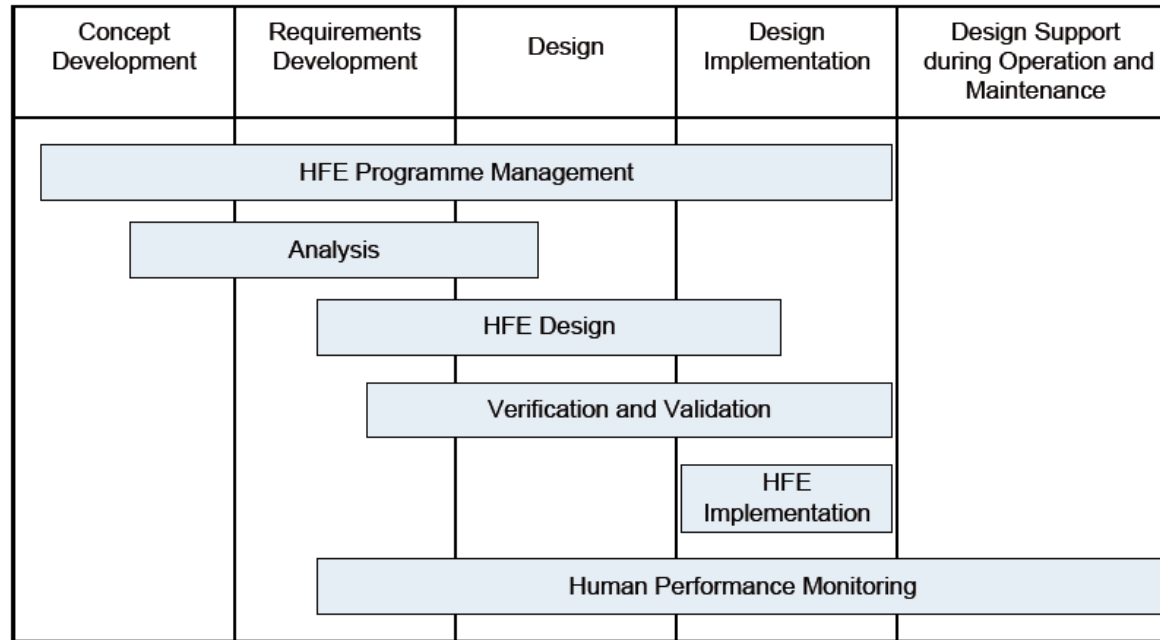 Concept
Development
Requirements
Development
Design
Design
Implementation
Design Support
during Operation and
Maintenance
HFE Programme Management
Analysis
HFE Design
Verification and Validation
HFE
Implementation
Human Performance Monitoring